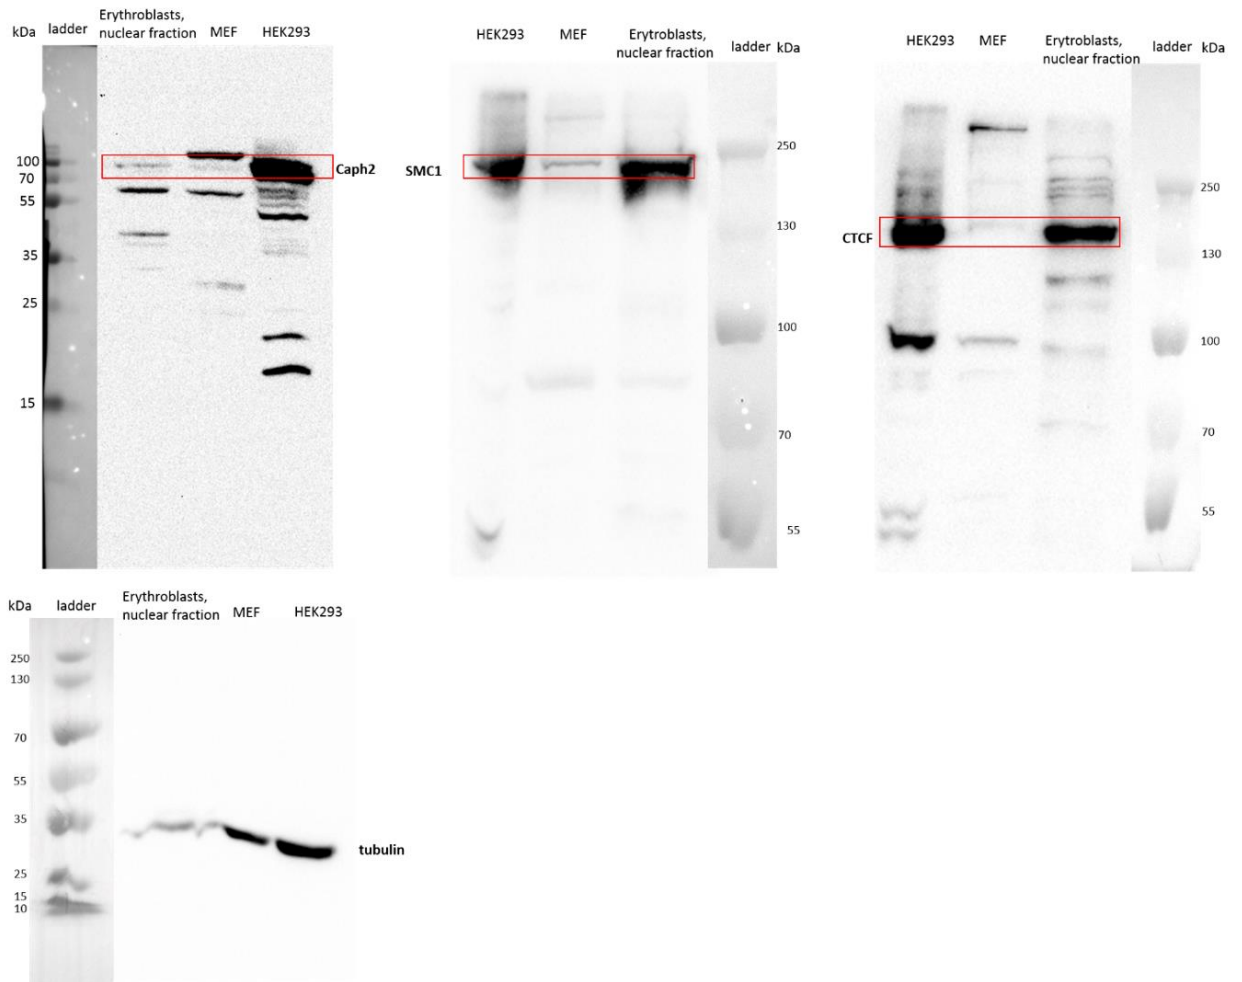 kDa ladder Erythroblasts,
nuclear fraction MEF HEK293
100
70
55
35
25
15
Caph2
HEK293 MEF Erytroblasts,
nuclear fraction ladder kDa
250
130
100
70
55
SMC1
HEK293 MEF Erytroblasts,
nuclear fraction ladder kDa
250
130
100
70
55
CTCF
kDa ladder Erythroblasts,
nuclear fraction MEF HEK293
250
130
70
55
35
25
15
10
tubulin